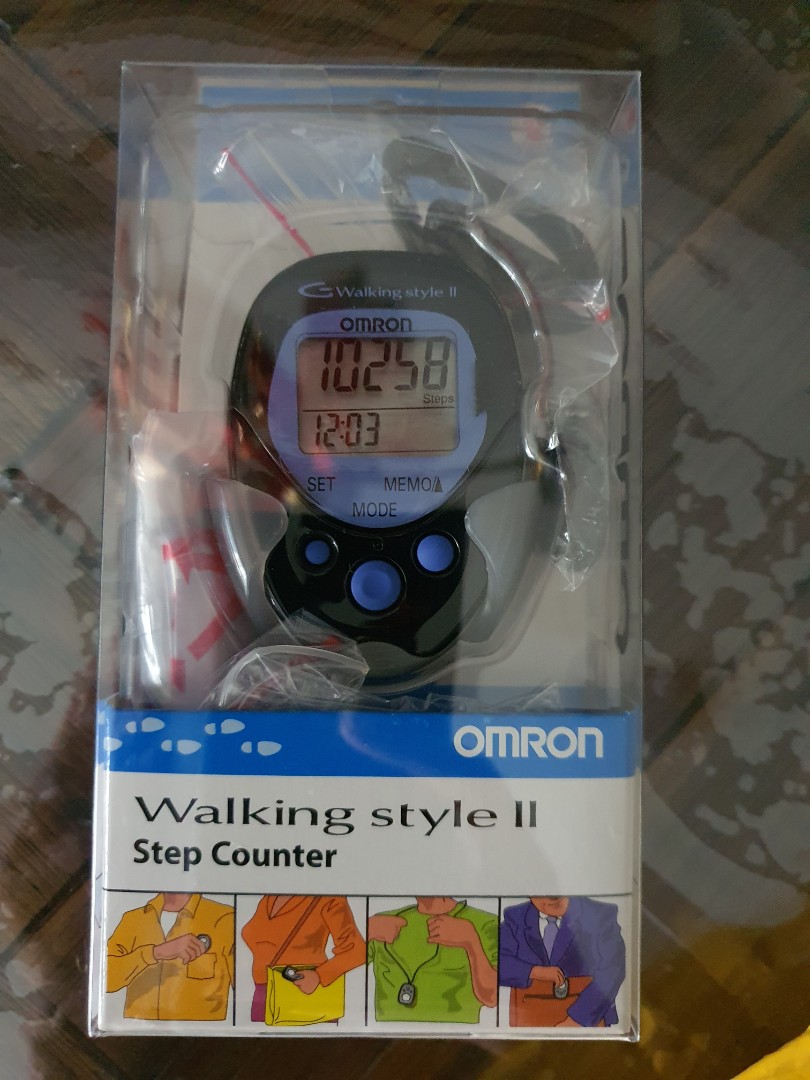 Walking style II
OMRON
10258
Steps
12:03
SET MEMO/▲
MODE
OMRON
Walking style II
Step Counter